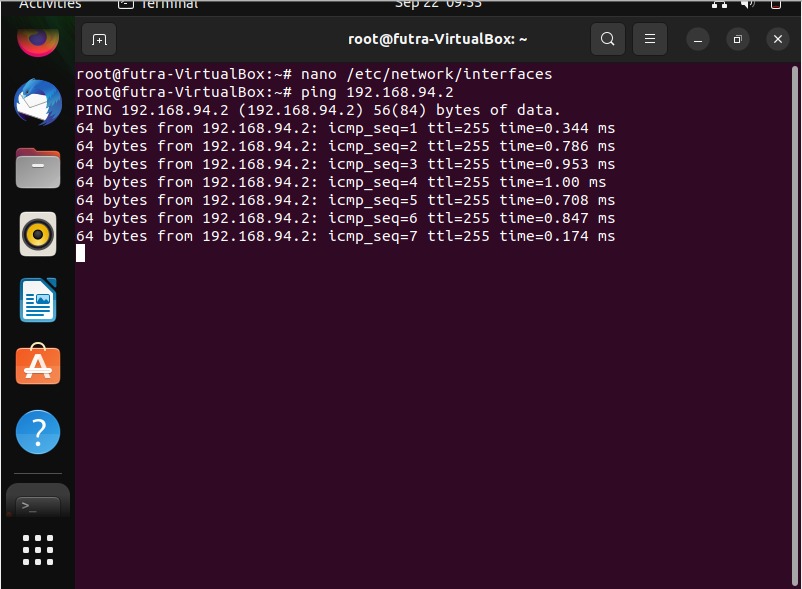 Activities Terminal Sep 22 09:55
root@futra-VirtualBox: ~
root@futra-VirtualBox:~# nano /etc/network/interfaces
root@futra-VirtualBox:~# ping 192.168.94.2
PING 192.168.94.2 (192.168.94.2) 56(84) bytes of data.
64 bytes from 192.168.94.2: icmp_seq=1 ttl=255 time=0.344 ms
64 bytes from 192.168.94.2: icmp_seq=2 ttl=255 time=0.786 ms
64 bytes from 192.168.94.2: icmp_seq=3 ttl=255 time=0.953 ms
64 bytes from 192.168.94.2: icmp_seq=4 ttl=255 time=1.00 ms
64 bytes from 192.168.94.2: icmp_seq=5 ttl=255 time=0.708 ms
64 bytes from 192.168.94.2: icmp_seq=6 ttl=255 time=0.847 ms
64 bytes from 192.168.94.2: icmp_seq=7 ttl=255 time=0.174 ms